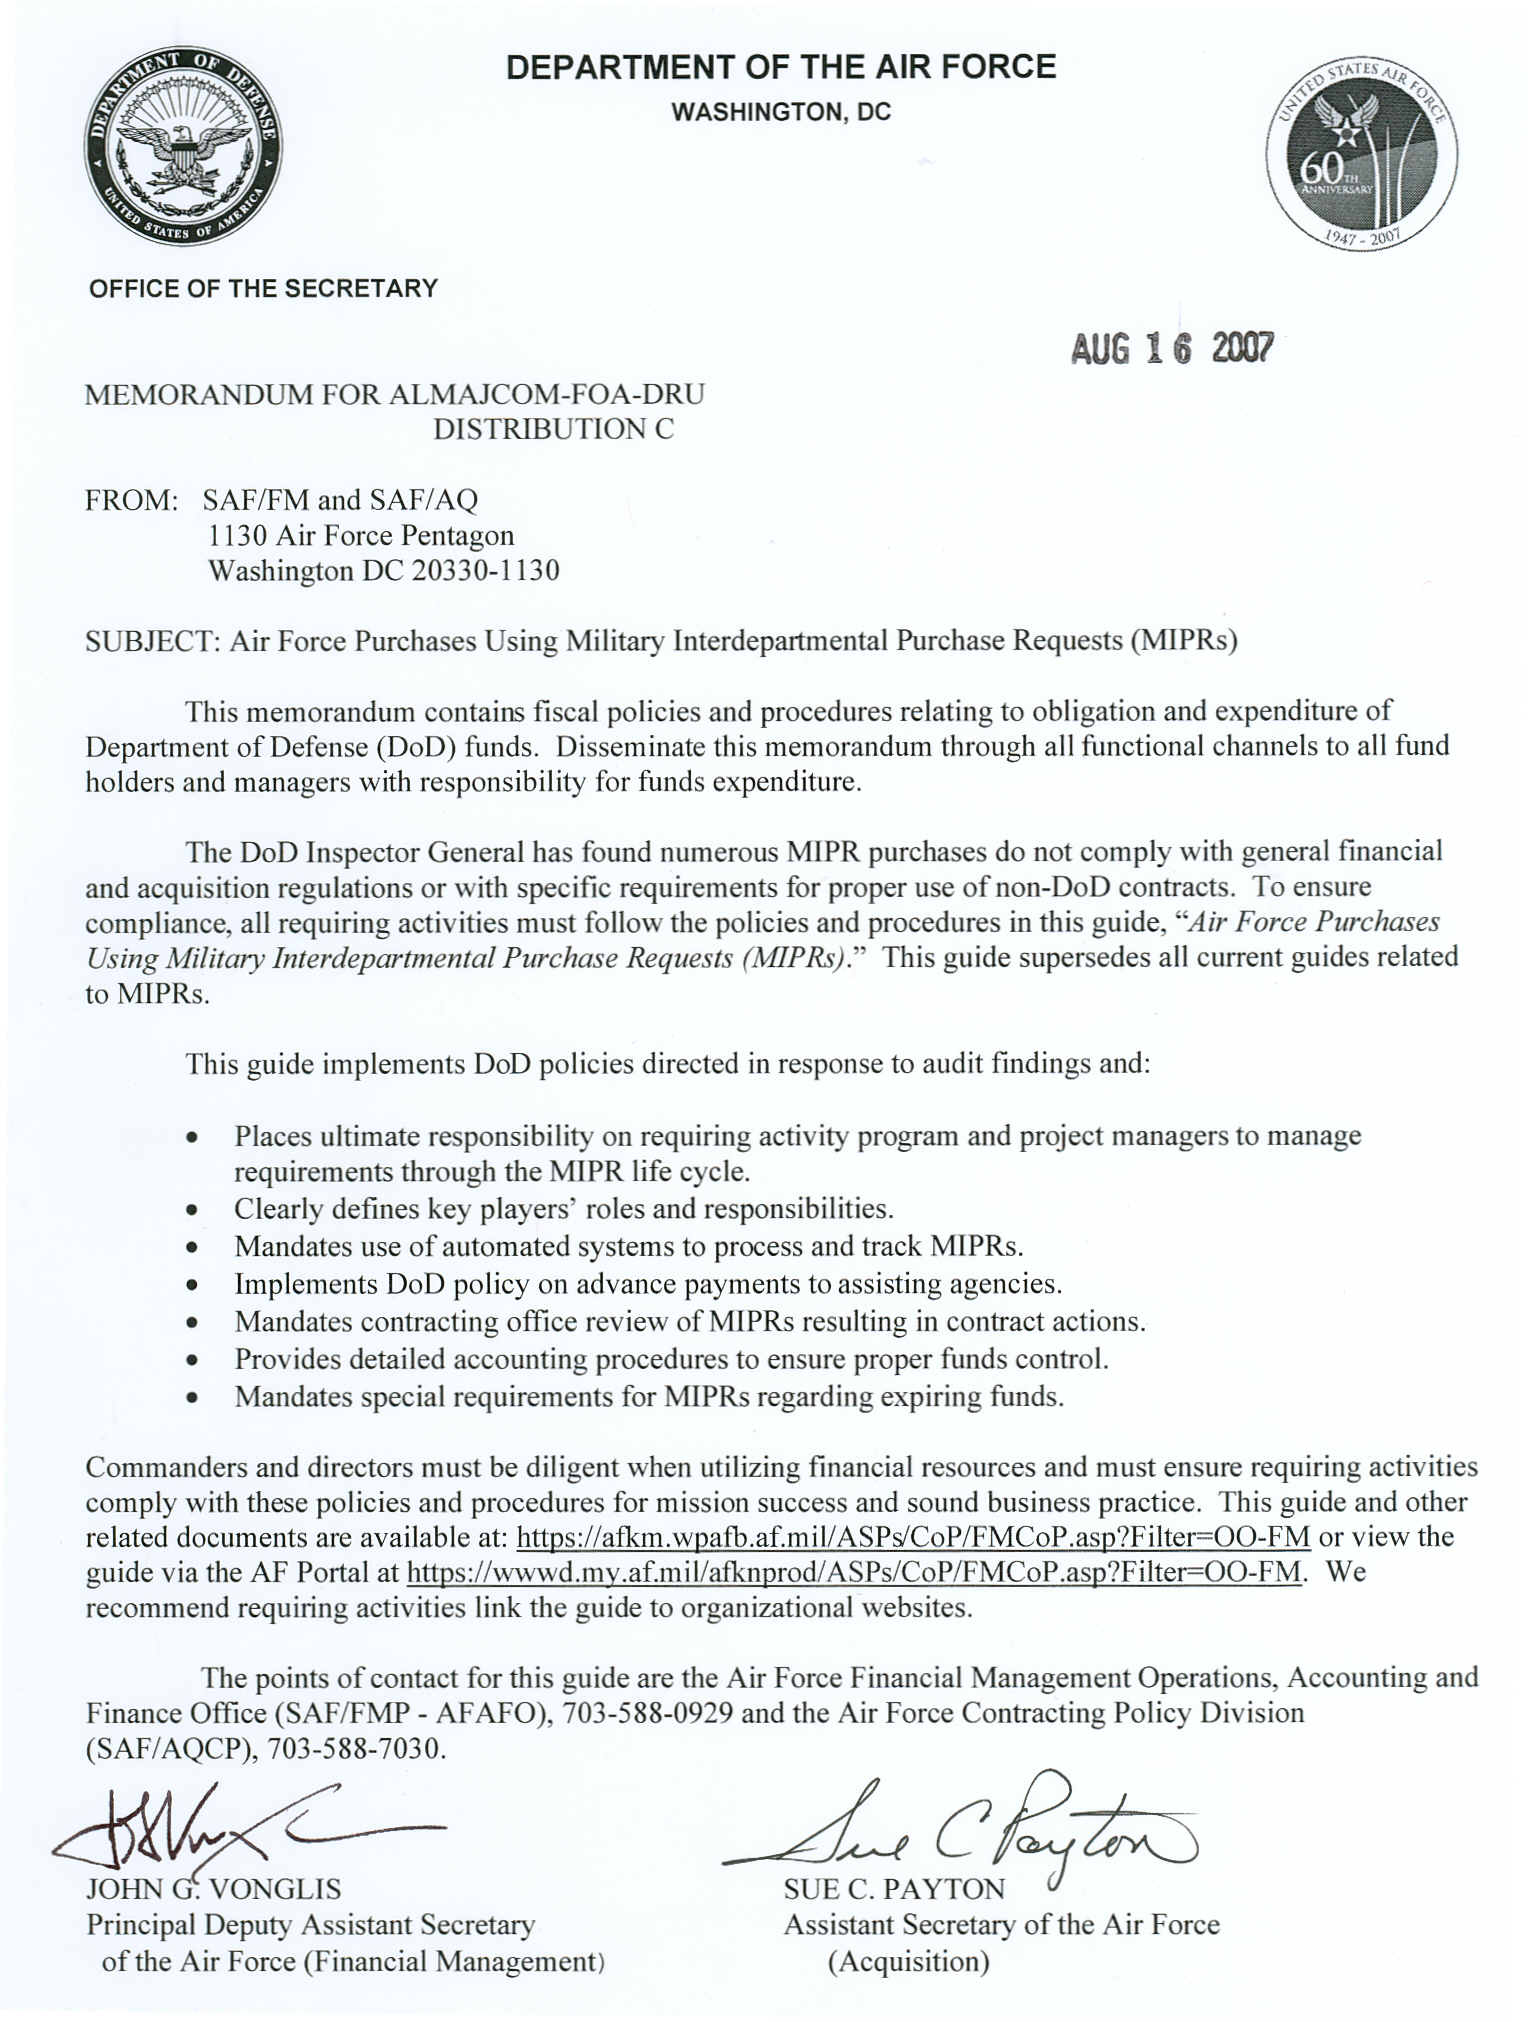 DEPARTMENT OF THE AIR FORCE
WASHINGTON, DC
DEPARTMENT OF DEFENSE
UNITED STATES OF AMERICA
UNITED STATES AIR FORCE
60TH
ANNIVERSARY
1947 - 2007
OFFICE OF THE SECRETARY
AUG 16 2007
MEMORANDUM FOR ALMAJCOM-FOA-DRU
DISTRIBUTION C
FROM: SAF/FM and SAF/AQ
1130 Air Force Pentagon
Washington DC 20330-1130
SUBJECT: Air Force Purchases Using Military Interdepartmental Purchase Requests (MIPRs)
This memorandum contains fiscal policies and procedures relating to obligation and expenditure of
Department of Defense (DoD) funds. Disseminate this memorandum through all functional channels to all fund
holders and managers with responsibility for funds expenditure.
The DoD Inspector General has found numerous MIPR purchases do not comply with general financial
and acquisition regulations or with specific requirements for proper use of non-DoD contracts. To ensure
compliance, all requiring activities must follow the policies and procedures in this guide, “Air Force Purchases
Using Military Interdepartmental Purchase Requests (MIPRs).” This guide supersedes all current guides related
to MIPRs.
This guide implements DoD policies directed in response to audit findings and:
• Places ultimate responsibility on requiring activity program and project managers to manage
requirements through the MIPR life cycle.
• Clearly defines key players’ roles and responsibilities.
• Mandates use of automated systems to process and track MIPRs.
• Implements DoD policy on advance payments to assisting agencies.
• Mandates contracting office review of MIPRs resulting in contract actions.
• Provides detailed accounting procedures to ensure proper funds control.
• Mandates special requirements for MIPRs regarding expiring funds.
Commanders and directors must be diligent when utilizing financial resources and must ensure requiring activities
comply with these policies and procedures for mission success and sound business practice. This guide and other
related documents are available at: https://afkm.wpafb.af.mil/ASPs/CoP/FMCoP.asp?Filter=OO-FM or view the
guide via the AF Portal at https://wwwd.my.af.mil/afknprod/ASPs/CoP/FMCoP.asp?Filter=OO-FM. We
recommend requiring activities link the guide to organizational websites.
The points of contact for this guide are the Air Force Financial Management Operations, Accounting and
Finance Office (SAF/FMP - AFAFO), 703-588-0929 and the Air Force Contracting Policy Division
(SAF/AQCP), 703-588-7030.
Sue C Payton
JOHN G. VONGLIS
Principal Deputy Assistant Secretary
of the Air Force (Financial Management)
SUE C. PAYTON
Assistant Secretary of the Air Force
(Acquisition)